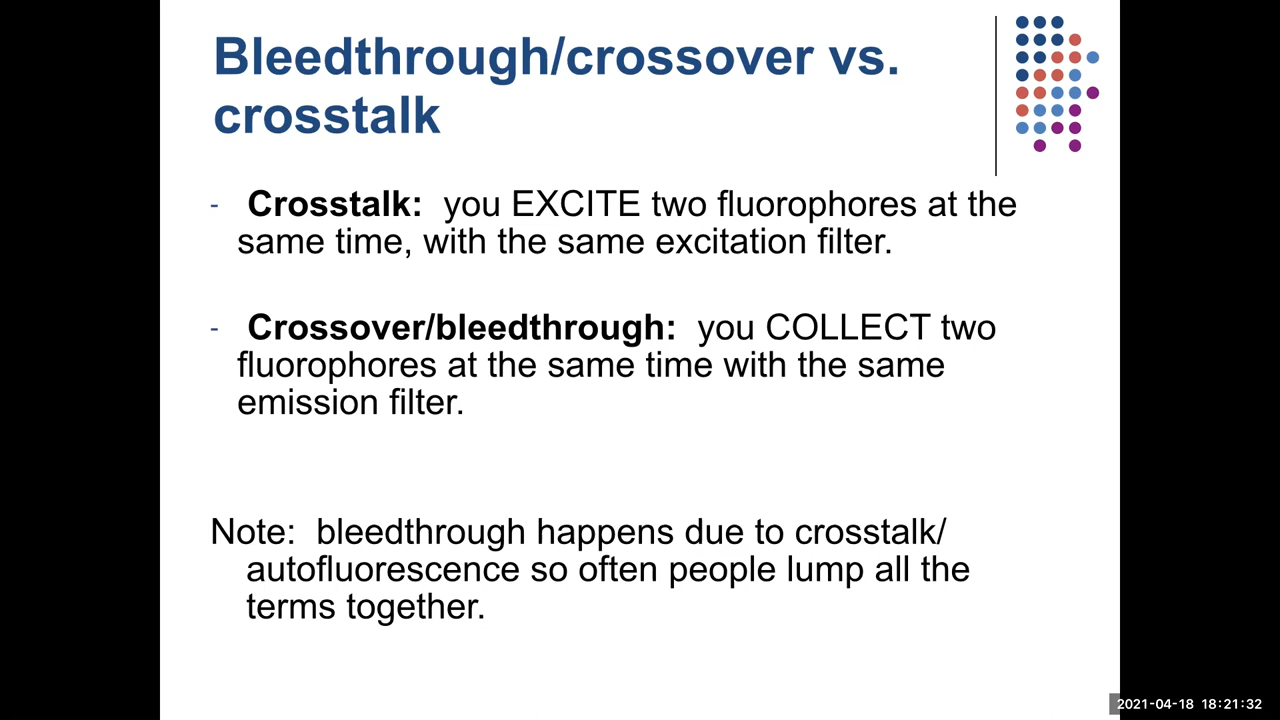 Bleedthrough/crossover vs.
crosstalk
- Crosstalk: you EXCITE two fluorophores at the
same time, with the same excitation filter.
- Crossover/bleedthrough: you COLLECT two
fluorophores at the same time with the same
emission filter.
Note: bleedthrough happens due to crosstalk/
autofluorescence so often people lump all the
terms together.
2021-04-18 18:21:32